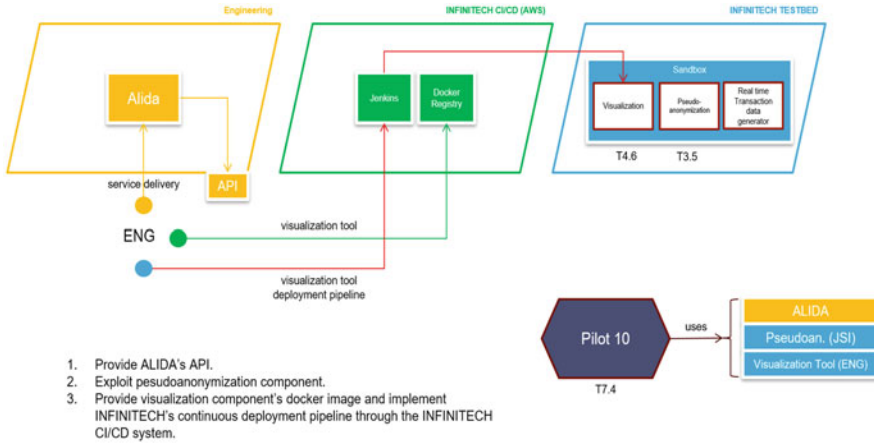 Engineering
INFINITECH CI/CD (AWS)
INFINITECH TESTBED
Alida
API
service delivery
ENG
Jenkins
Docker
Registry
visualization tool
visualization tool
deployment pipeline
Sandbox
Visualization
Pseudo-
anonymization
Real time
Transaction
data
generator
T4.6
T3.5
Pilot 10
T7.4
uses
ALIDA
Pseudoan. (JSI)
Visualization Tool (ENG)
1. Provide ALIDA's API.
2. Exploit pesudoanonymization component.
3. Provide visualization component's docker image and implement
INFINITECH's continuous deployment pipeline through the INFINITECH
CI/CD system.